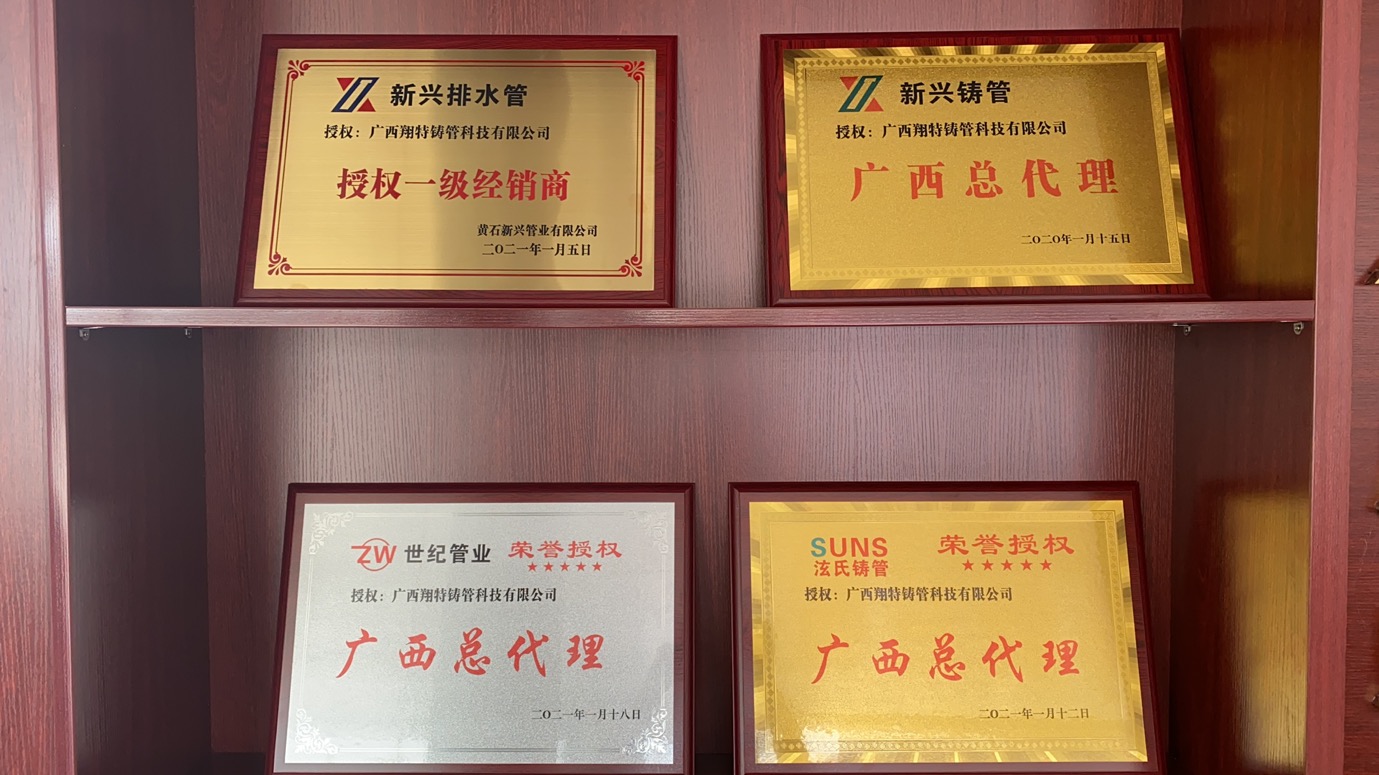 新兴排水管
授权：广西翔特铸管科技有限公司
授权一级经销商
黄石新兴管业有限公司
二〇二一年一月五日
新兴铸管
授权：广西翔特铸管科技有限公司
广西总代理
二〇二〇年一月十五日
ZW 世纪管业 荣誉授权
★★★★★
授权：广西翔特铸管科技有限公司
广西总代理
二〇二一年一月十八日
SUNS 荣誉授权
泫氏铸管 ★★★★★
授权：广西翔特铸管科技有限公司
广西总代理
二〇二一年一月十二日